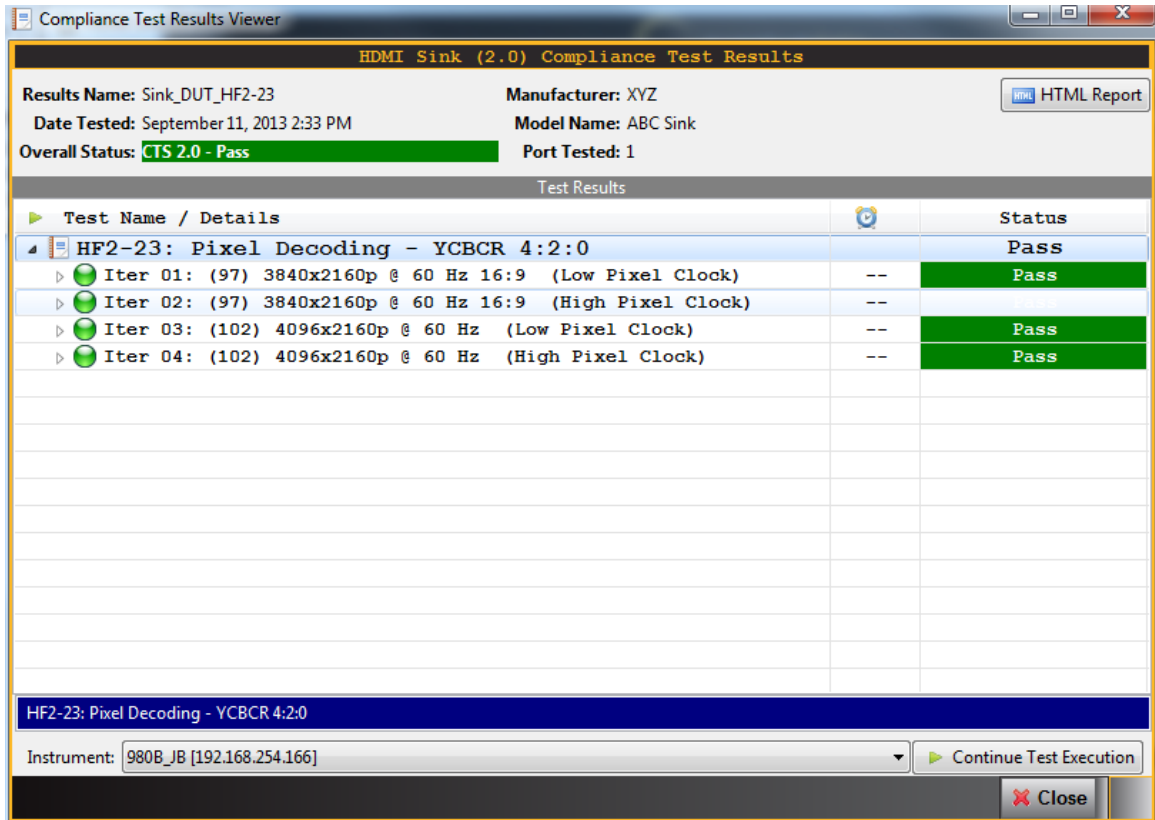 Compliance Test Results Viewer
HDMI Sink (2.0) Compliance Test Results
Results Name: Sink_DUT_HF2-23 Manufacturer: XYZ HTML HTML Report
Date Tested: September 11, 2013 2:33 PM Model Name: ABC Sink
Overall Status: CTS 2.0 - Pass Port Tested: 1
Test Results
Test Name / Details Status
HF2-23: Pixel Decoding - YCBCR 4:2:0 Pass
Iter 01: (97) 3840x2160p @ 60 Hz 16:9 (Low Pixel Clock) -- Pass
Iter 02: (97) 3840x2160p @ 60 Hz 16:9 (High Pixel Clock) -- Pass
Iter 03: (102) 4096x2160p @ 60 Hz (Low Pixel Clock) -- Pass
Iter 04: (102) 4096x2160p @ 60 Hz (High Pixel Clock) -- Pass
HF2-23: Pixel Decoding - YCBCR 4:2:0
Instrument: 980B_JB [192.168.254.166] Continue Test Execution
Close